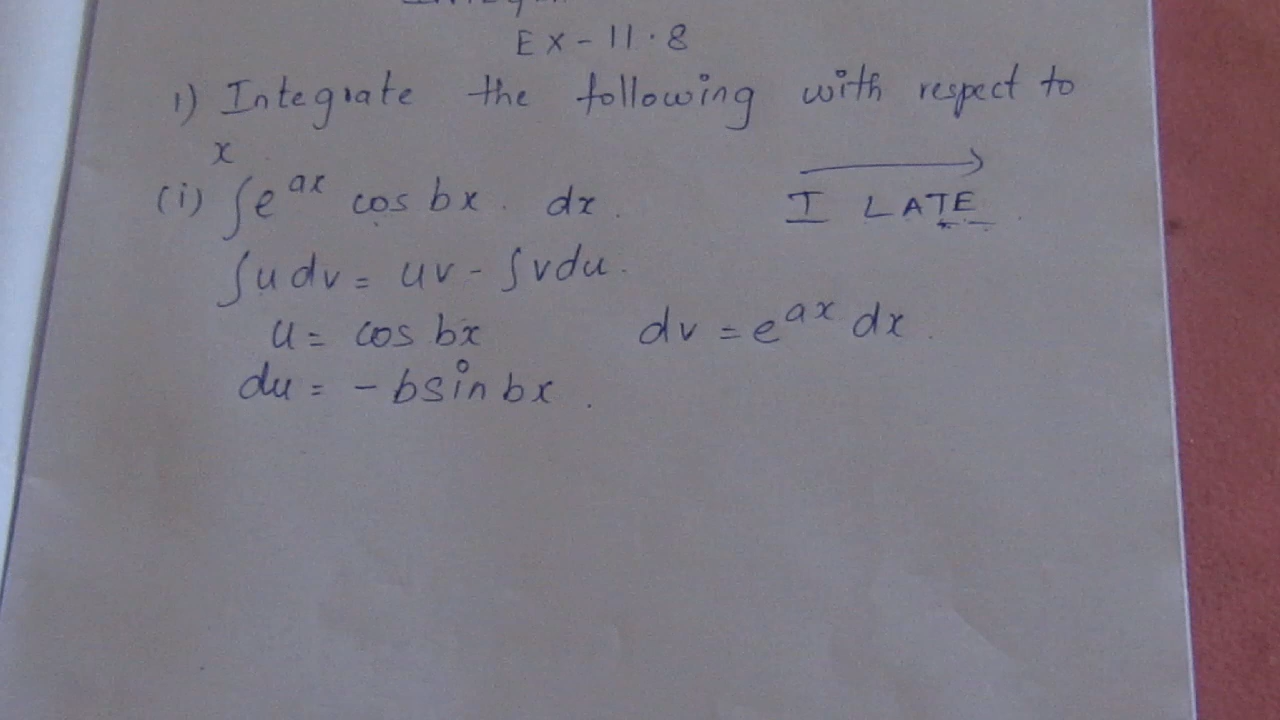 Ex - 11.8
1) Integrate the following with respect to
x
(i) ∫e^{ax} cos bx dx. I LATE
∫u dv = uv - ∫vdu.
u = cos bx dv = e^{ax} dx.
du = - b sin bx.